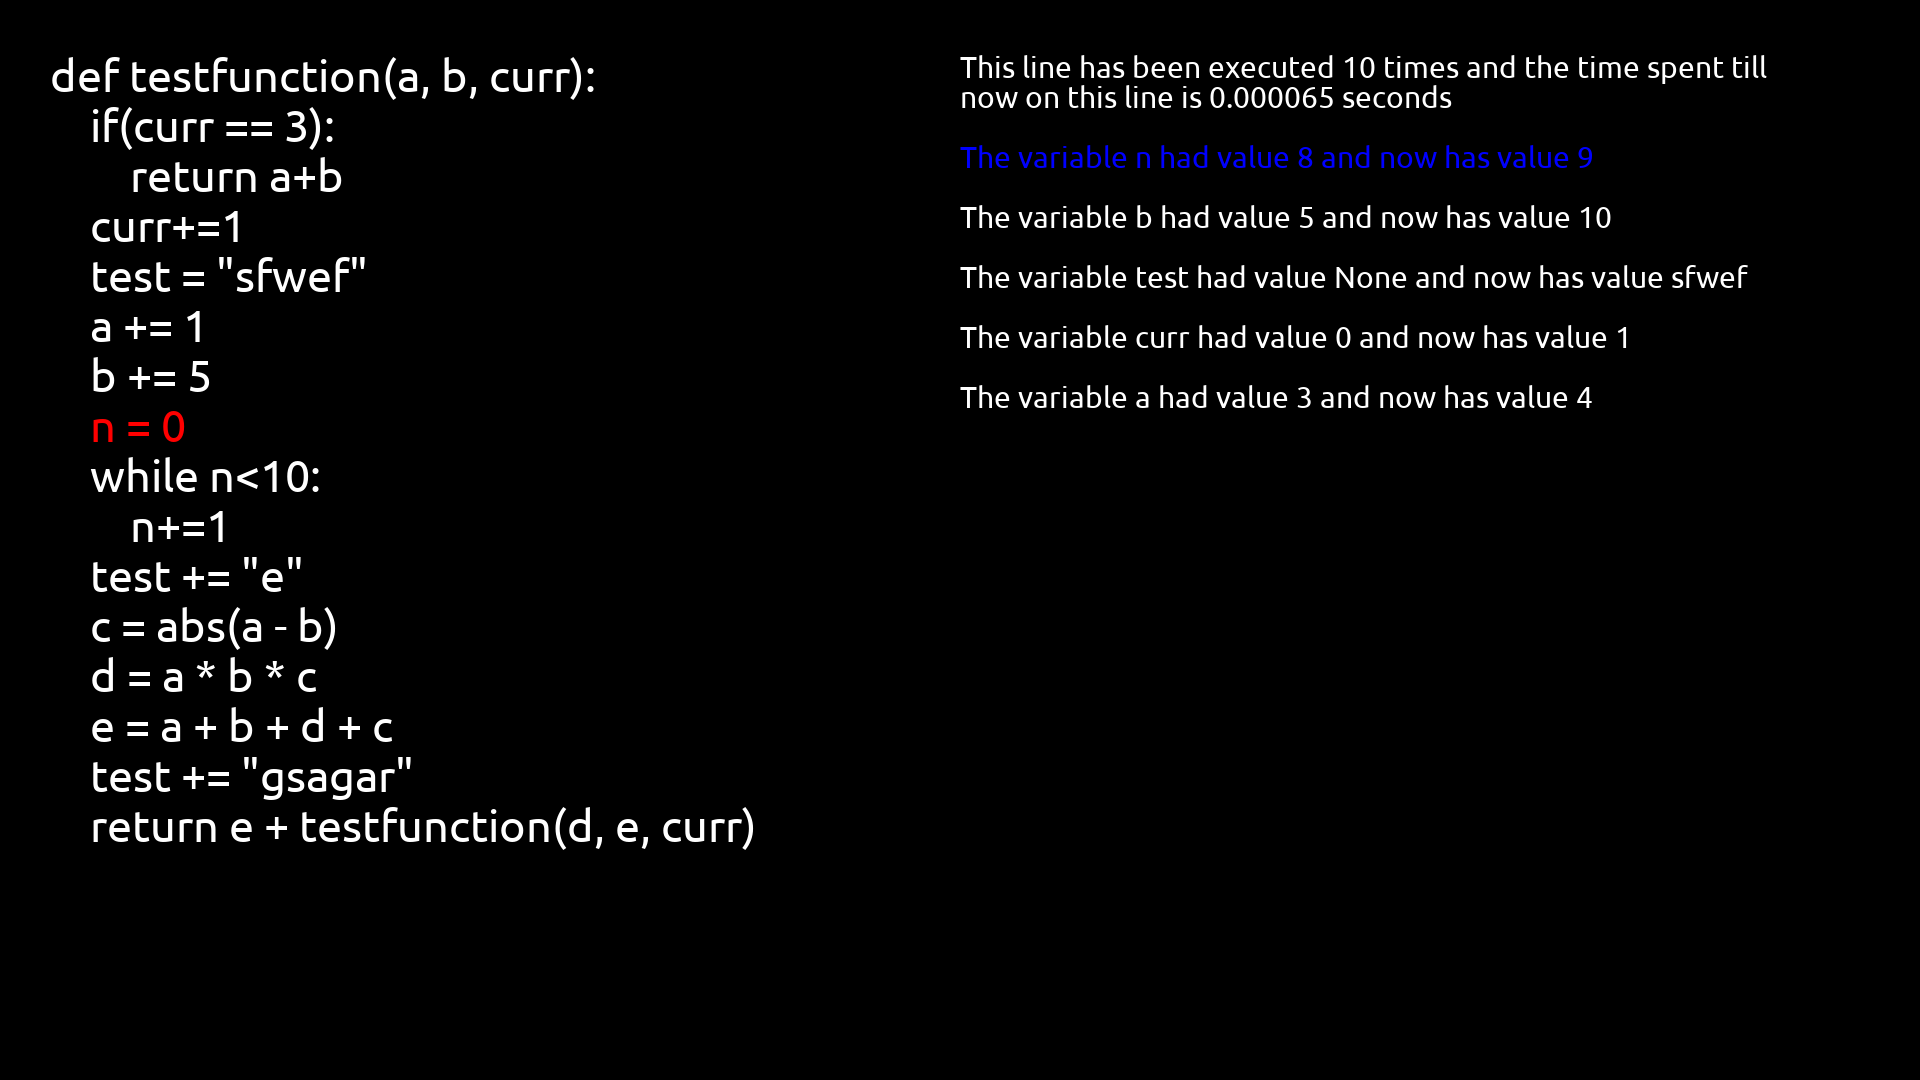 def testfunction(a, b, curr):
    if(curr == 3):
        return a+b
    curr+=1
    test = "sfwef"
    a += 1
    b += 5
    n = 0
    while n<10:
        n+=1
    test += "e"
    c = abs(a - b)
    d = a * b * c
    e = a + b + d + c
    test += "gsagar"
    return e + testfunction(d, e, curr)
This line has been executed 10 times and the time spent till
now on this line is 0.000065 seconds
The variable n had value 8 and now has value 9
The variable b had value 5 and now has value 10
The variable test had value None and now has value sfwef
The variable curr had value 0 and now has value 1
The variable a had value 3 and now has value 4